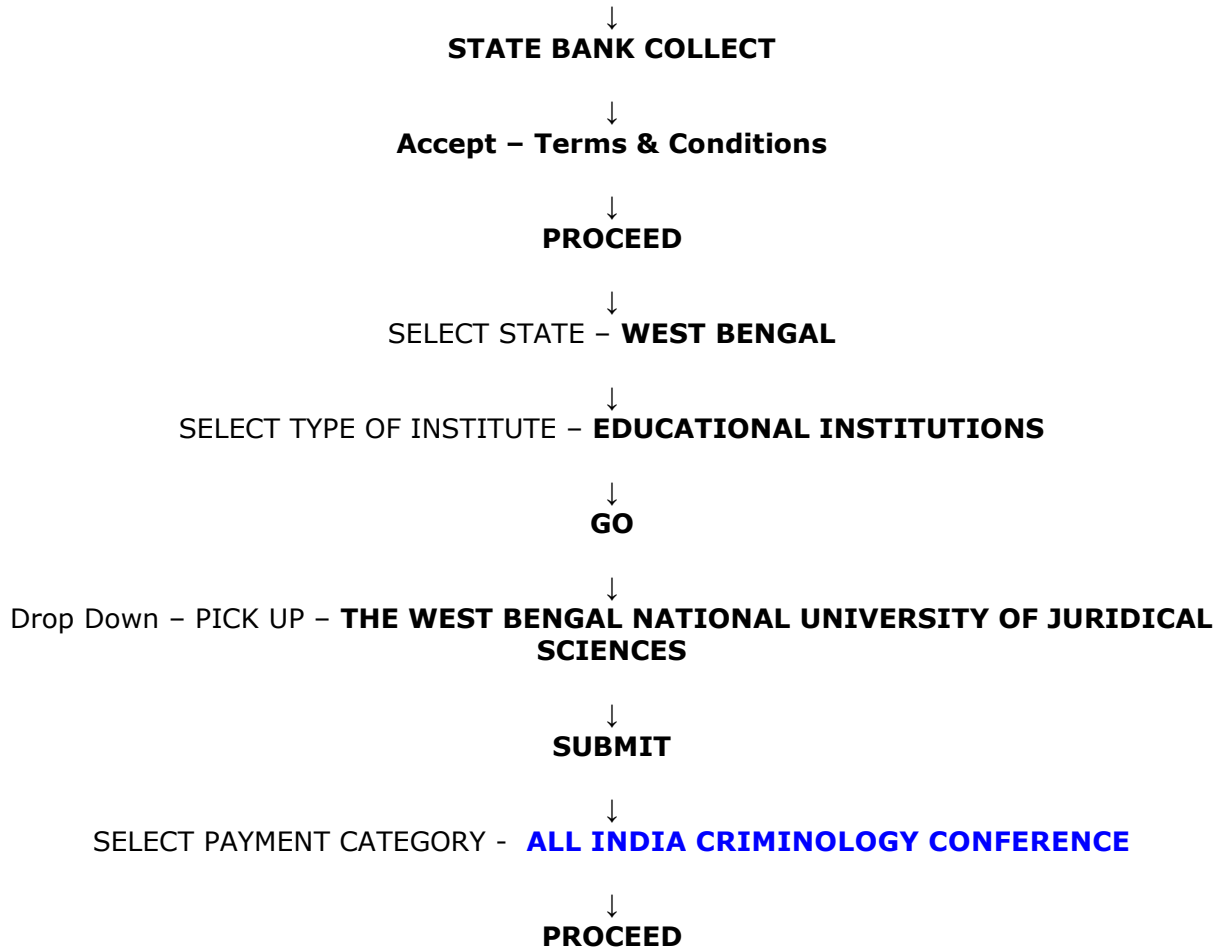 ↓
STATE BANK COLLECT
↓
Accept – Terms & Conditions
↓
PROCEED
↓
SELECT STATE – WEST BENGAL
↓
SELECT TYPE OF INSTITUTE – EDUCATIONAL INSTITUTIONS
↓
GO
↓
Drop Down – PICK UP – THE WEST BENGAL NATIONAL UNIVERSITY OF JURIDICAL
SCIENCES
↓
SUBMIT
↓
SELECT PAYMENT CATEGORY - ALL INDIA CRIMINOLOGY CONFERENCE
↓
PROCEED